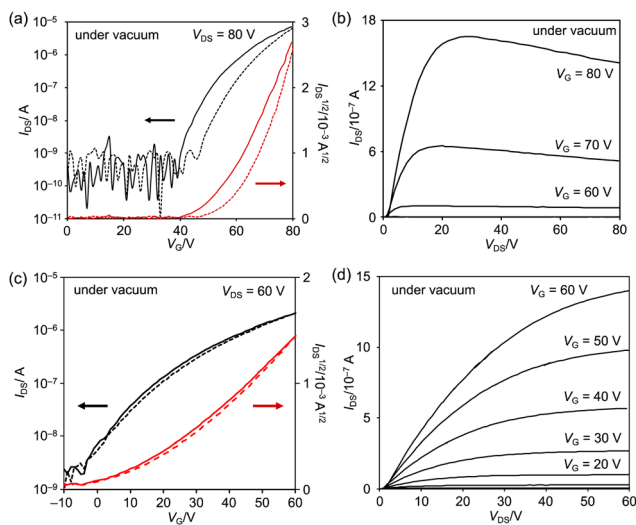 (a)
under vacuum
V_DS = 80 V
I_DS/ A
10⁻⁵
10⁻⁶
10⁻⁷
10⁻⁸
10⁻⁹
10⁻¹⁰
10⁻¹¹
0 20 40 60 80
V_G/V
3
2
1
0
I_DS^1/2/10⁻³ A^1/2
(b)
under vacuum
V_G = 80 V
V_G = 70 V
V_G = 60 V
I_DS/10⁻⁷ A
18
12
6
0
0 20 40 60 80
V_DS/V
(c)
under vacuum
V_DS = 60 V
I_DS/ A
10⁻⁵
10⁻⁶
10⁻⁷
10⁻⁸
10⁻⁹
-10 0 10 20 30 40 50 60
V_G/V
2
1
0
I_DS^1/2/10⁻³ A^1/2
(d)
under vacuum
V_G = 60 V
V_G = 50 V
V_G = 40 V
V_G = 30 V
V_G = 20 V
I_DS/10⁻⁷ A
15
10
5
0
0 10 20 30 40 50 60
V_DS/V